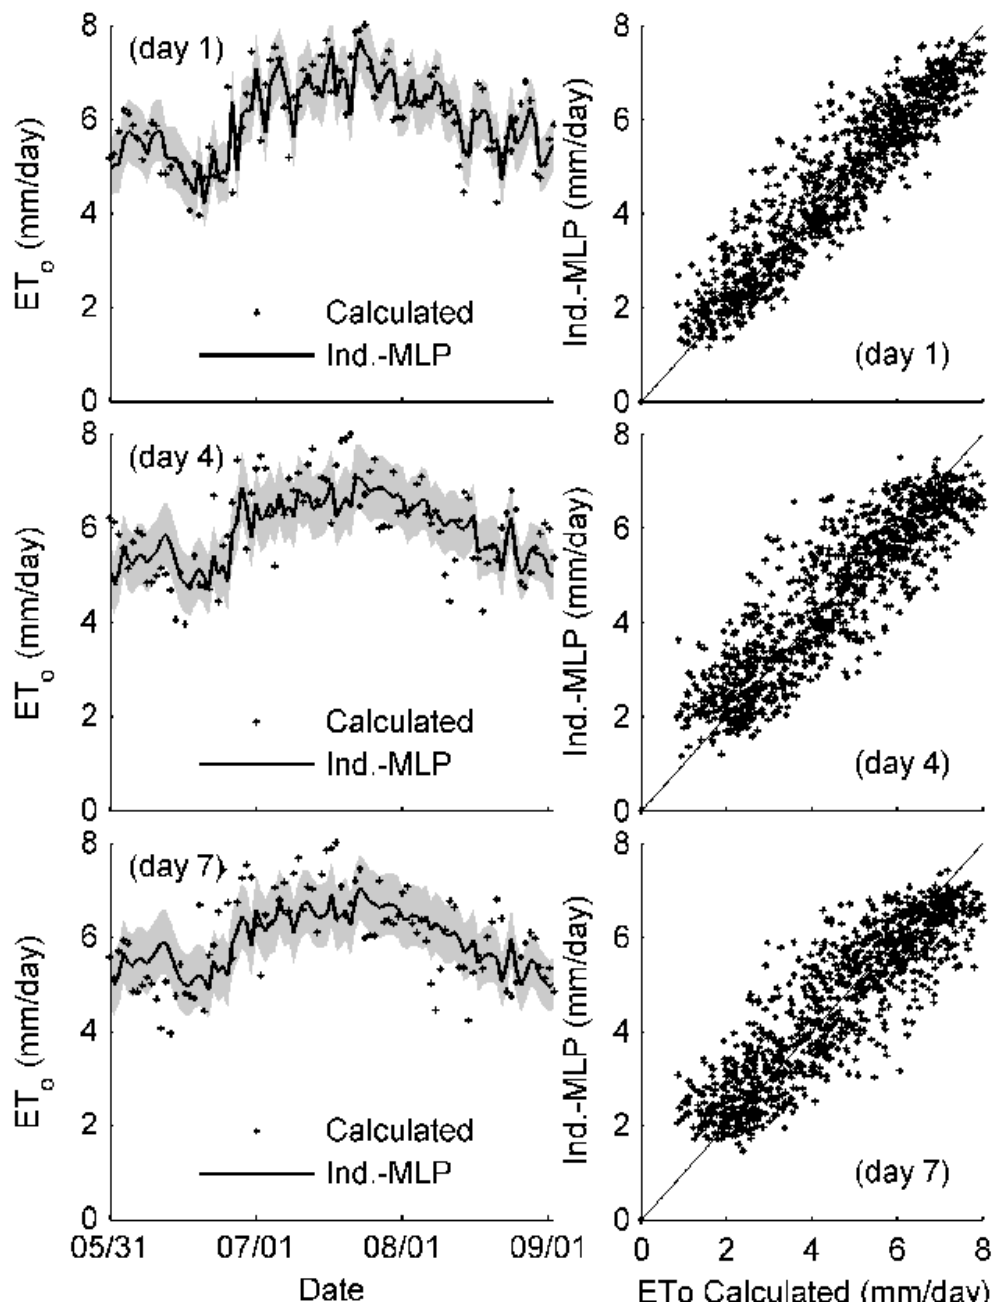 8
6
4
2
0
ETo (mm/day)
(day 1)
Calculated
Ind.-MLP
8
6
4
2
0
Ind.-MLP (mm/day)
(day 1)
8
6
4
2
0
ETo (mm/day)
(day 4)
Calculated
Ind.-MLP
8
6
4
2
0
Ind.-MLP (mm/day)
(day 4)
8
6
4
2
0
ETo (mm/day)
(day 7)
Calculated
Ind.-MLP
05/31 07/01 08/01 09/01
Date
8
6
4
2
0
Ind.-MLP (mm/day)
(day 7)
0 2 4 6 8
ETo Calculated (mm/day)